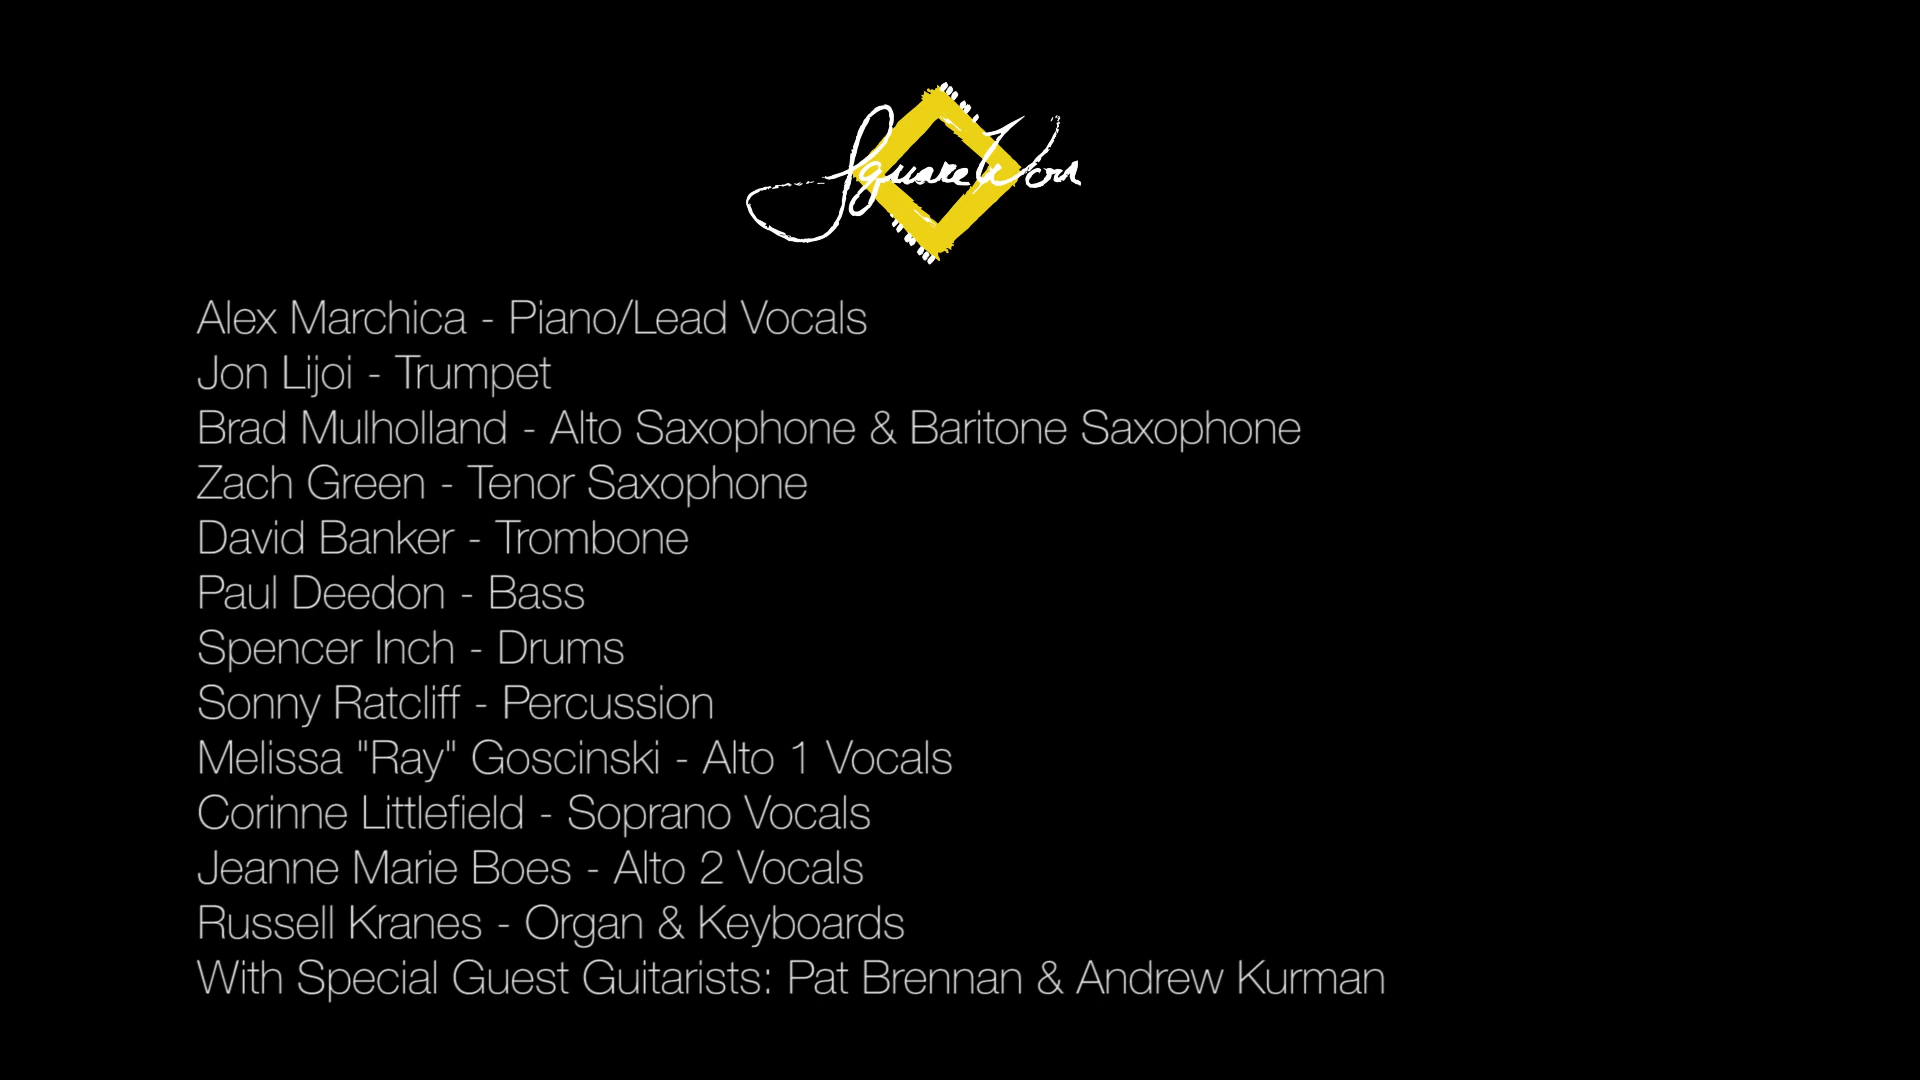 Square Worn
Alex Marchica - Piano/Lead Vocals
Jon Lijoi - Trumpet
Brad Mulholland - Alto Saxophone & Baritone Saxophone
Zach Green - Tenor Saxophone
David Banker - Trombone
Paul Deedon - Bass
Spencer Inch - Drums
Sonny Ratcliff - Percussion
Melissa "Ray" Goscinski - Alto 1 Vocals
Corinne Littlefield - Soprano Vocals
Jeanne Marie Boes - Alto 2 Vocals
Russell Kranes - Organ & Keyboards
With Special Guest Guitarists: Pat Brennan & Andrew Kurman